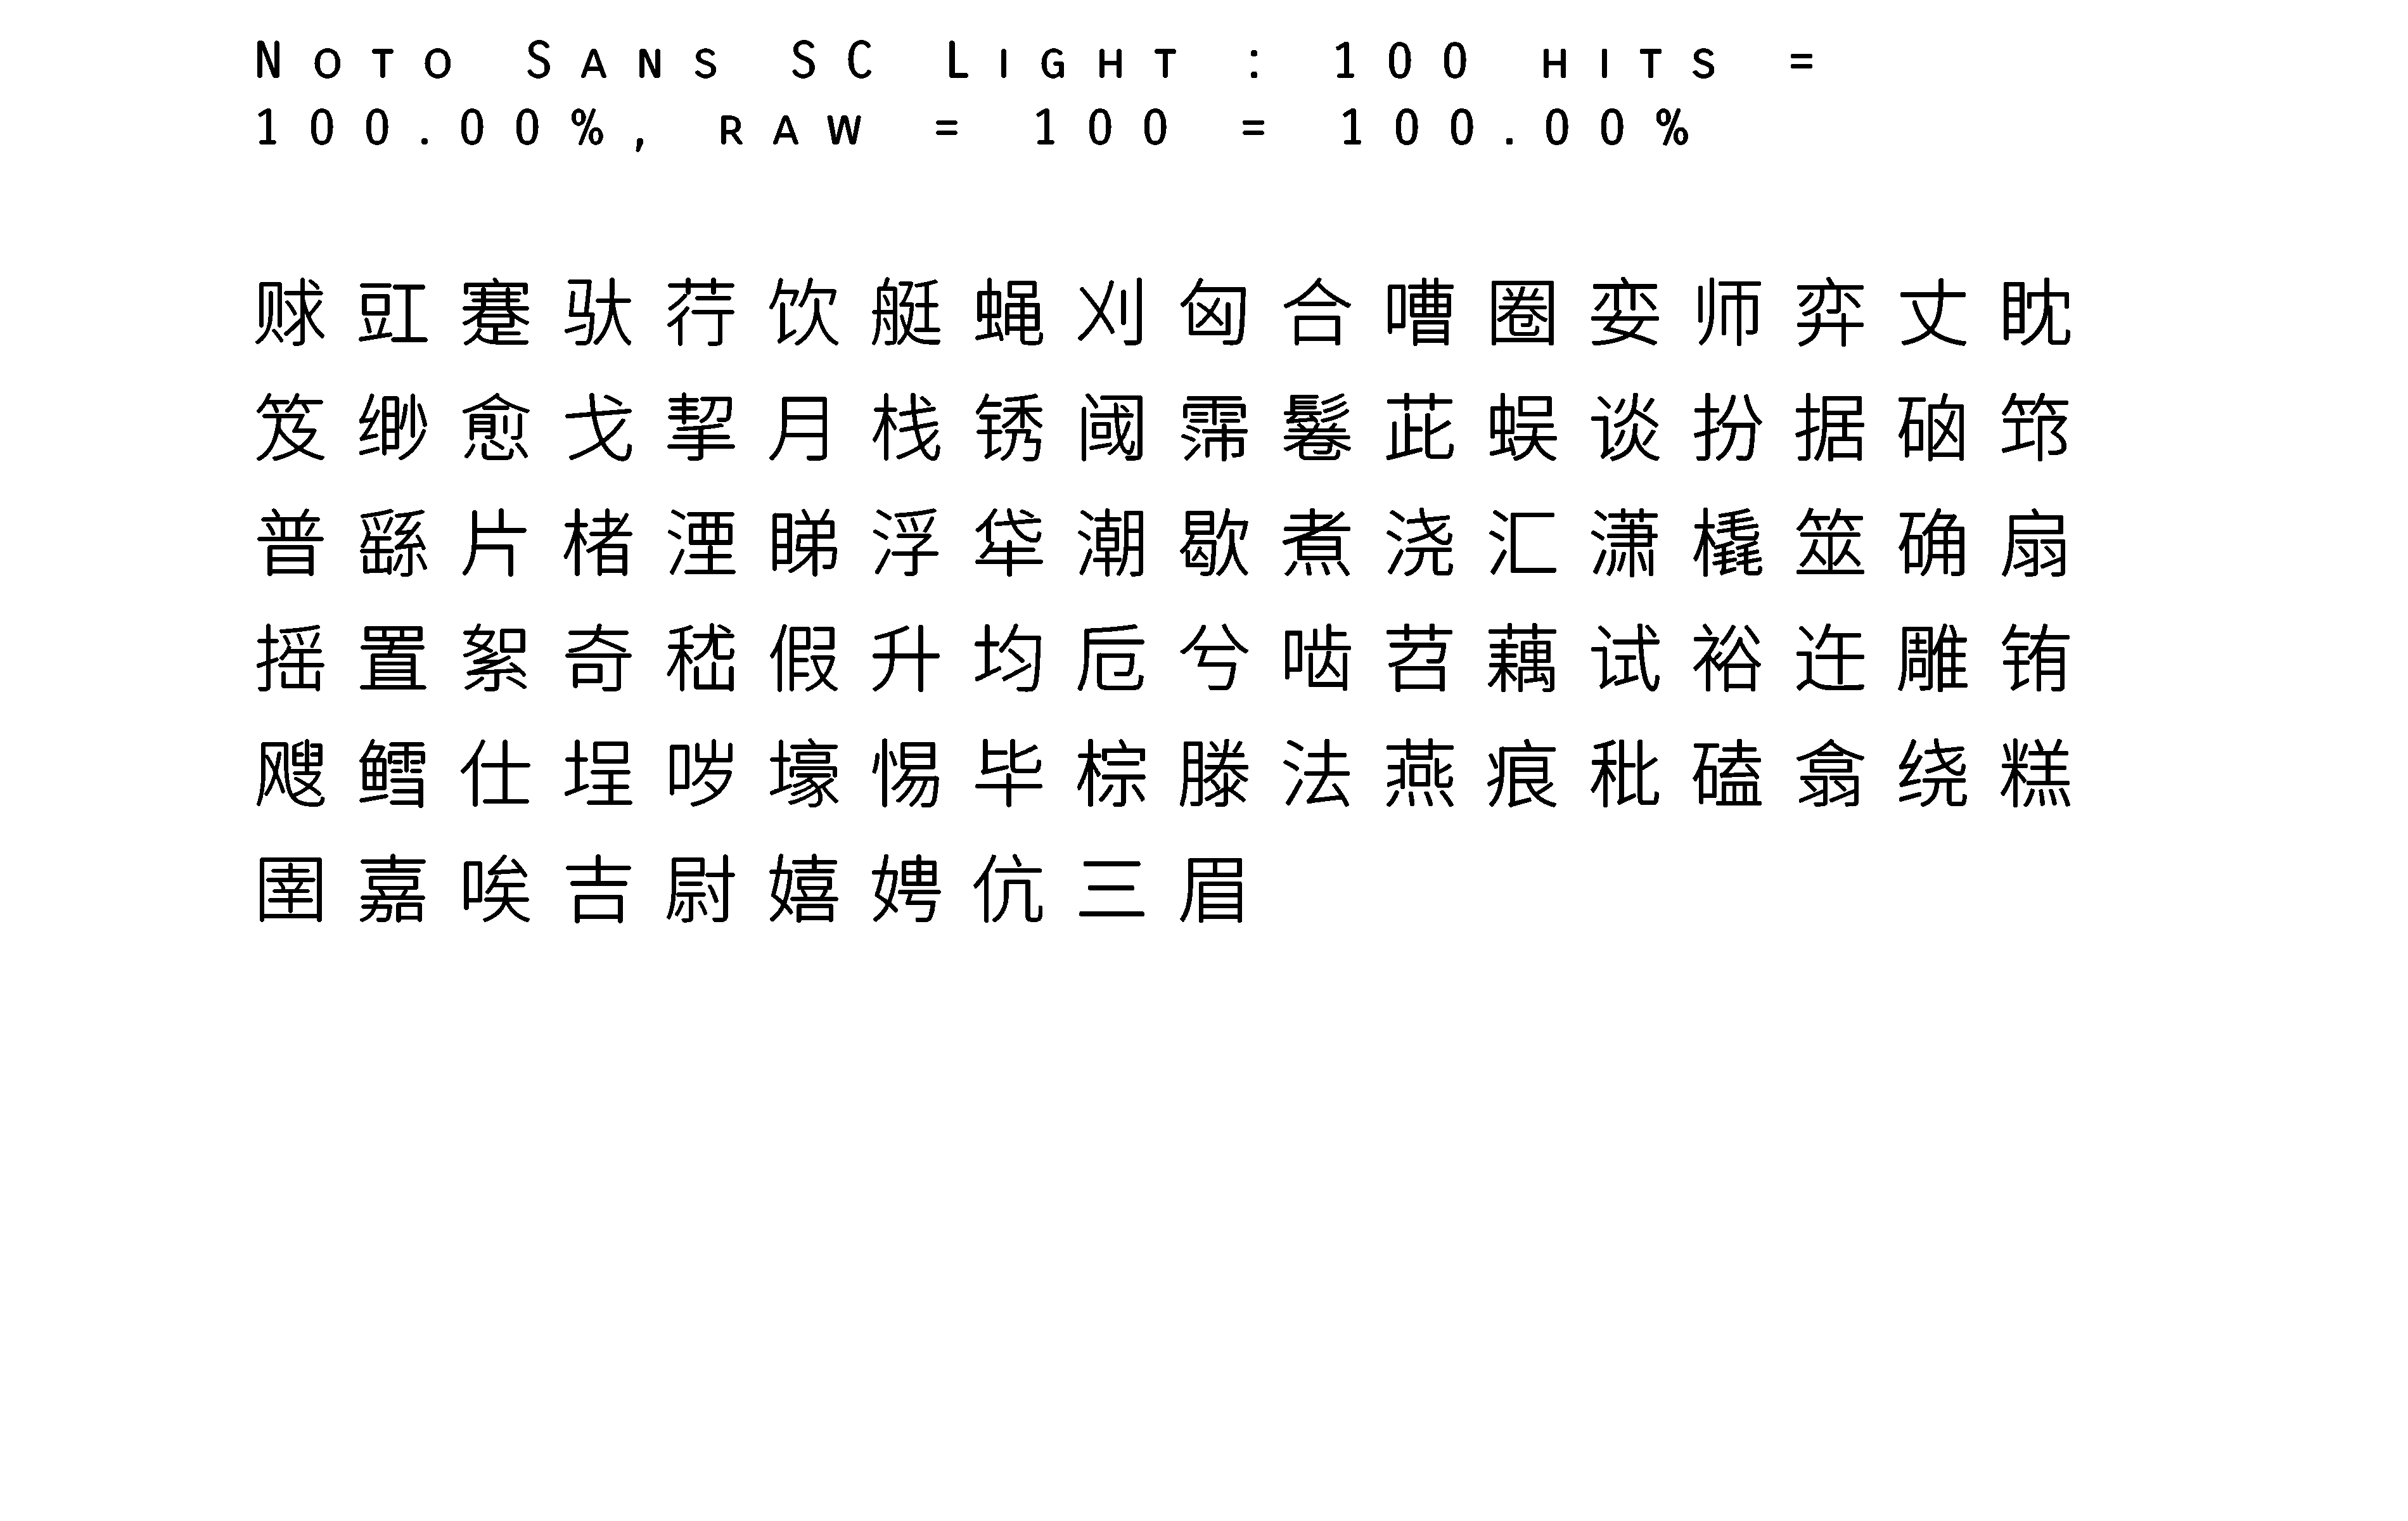 Noto Sans SC Light : 100 hits =
100.00%, raw = 100 = 100.00%
赇豇蹇驮荇饮艇蝇刈匈合嘈圈娈师弈丈眈
笈缈愈戈挈月栈锈阈霈鬈茈蜈谈扮据硇筇
普繇片楮湮睇浮牮潮歇煮浇汇潇橇筮确扇
摇置絮奇嵇假升均卮兮啮苕藕试裕迕雕铕
飕鳕仕埕哕壕惕毕棕滕法燕痕秕磕翕绕糕
圉嘉唉吉尉嬉娉伉三眉